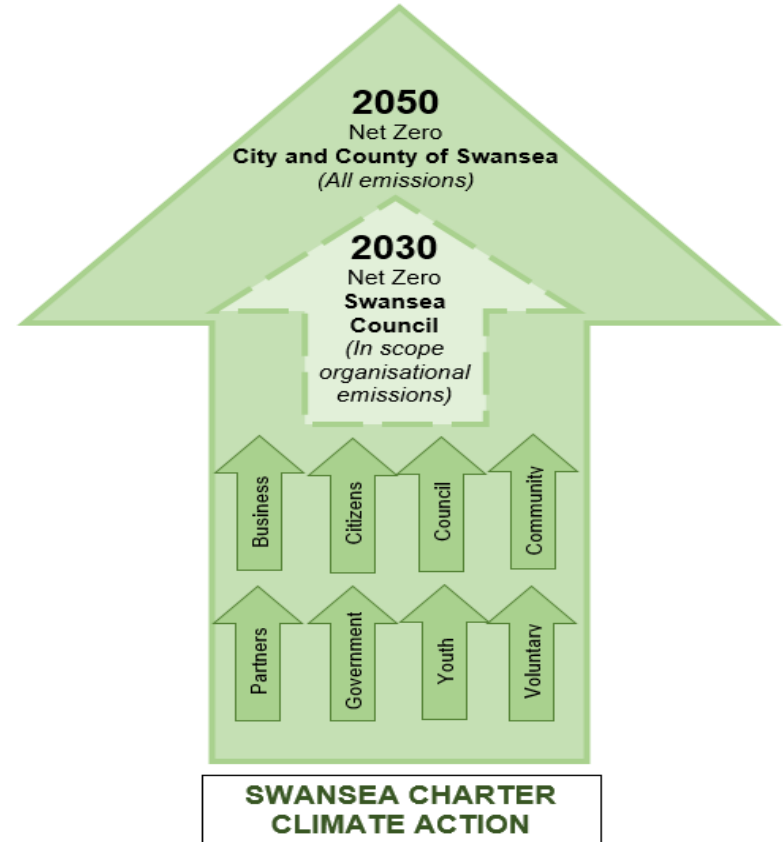 2050
Net Zero
City and County of Swansea
(All emissions)
2030
Net Zero
Swansea
Council
(In scope
organisational
emissions)
Business
Citizens
Council
Community
Partners
Government
Youth
Voluntary
SWANSEA CHARTER
CLIMATE ACTION